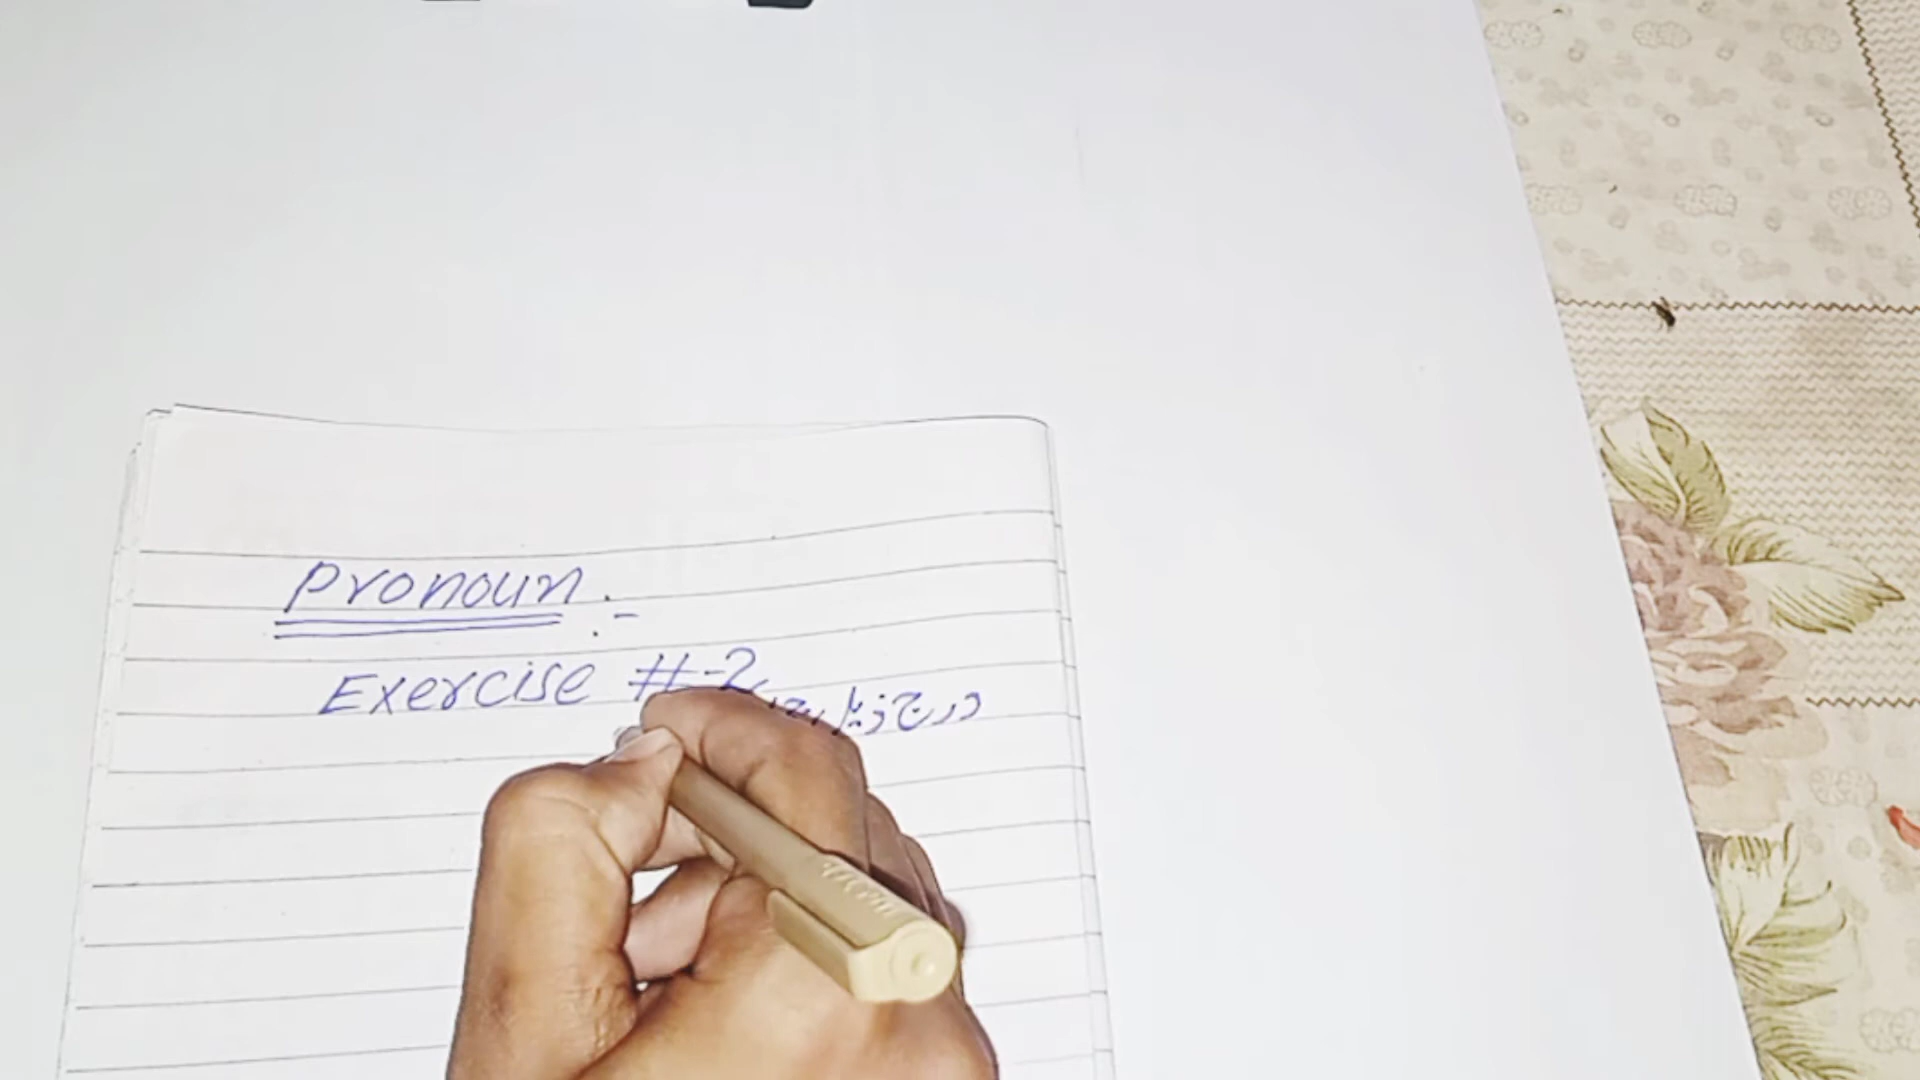 Pronoun :-
Exercise #-2
درج ذیل